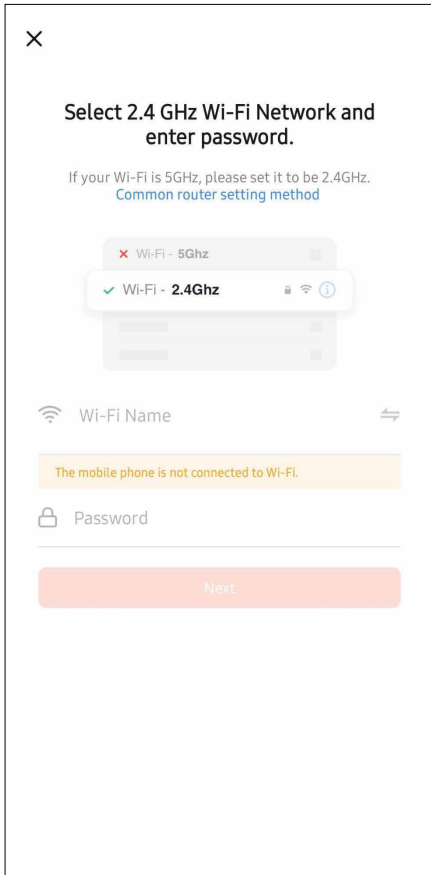 Select 2.4 GHz Wi-Fi Network and
enter password.
If your Wi-Fi is 5GHz, please set it to be 2.4GHz.
Common router setting method
Wi-Fi - 5Ghz
Wi-Fi - 2.4Ghz
Wi-Fi Name
The mobile phone is not connected to Wi-Fi.
Password
Next